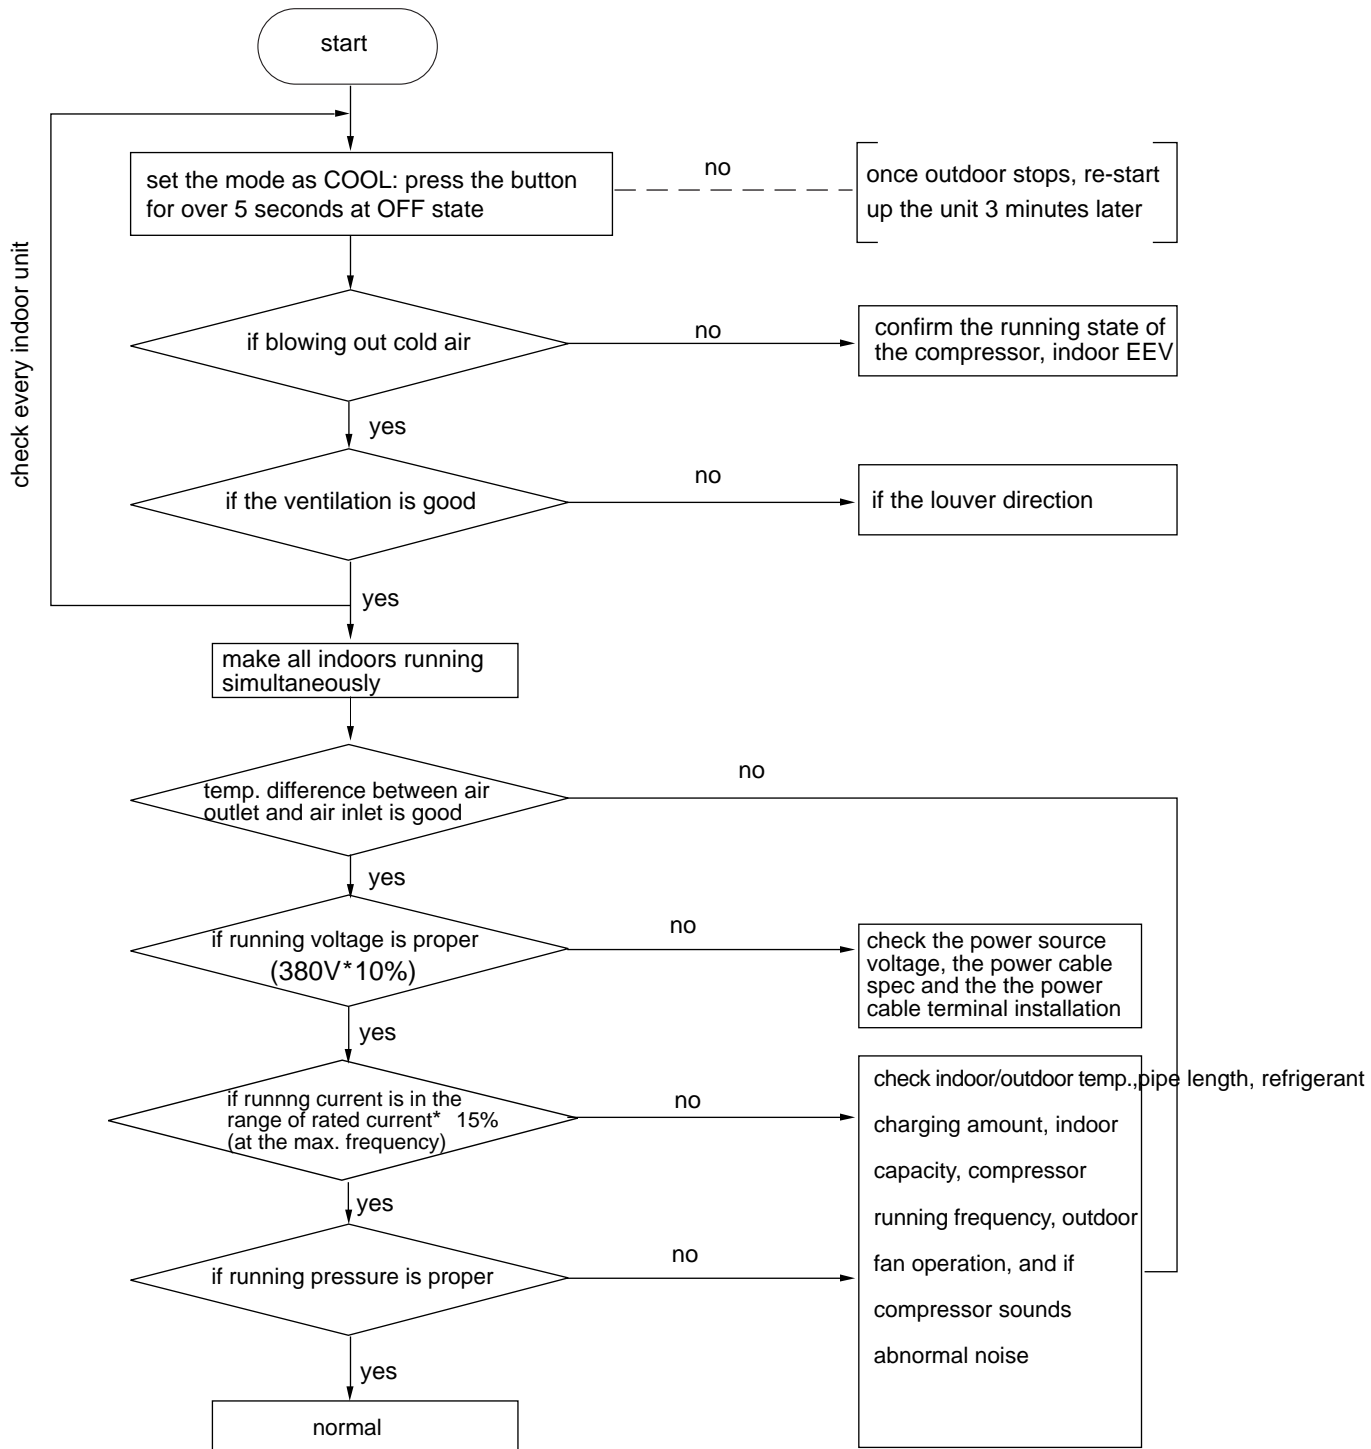 start
set the mode as COOL: press the button
for over 5 seconds at OFF state
no
once outdoor stops, re-start
up the unit 3 minutes later
check every indoor unit
if blowing out cold air
no
confirm the running state of
the compressor, indoor EEV
yes
if the ventilation is good
no
if the louver direction
yes
make all indoors running
simultaneously
temp. difference between air
outlet and air inlet is good
no
yes
if running voltage is proper
(380V*10%)
no
check the power source
voltage, the power cable
spec and the the power
cable terminal installation
yes
if runnng current is in the
range of rated current* 15%
(at the max. frequency)
no
check indoor/outdoor temp.,pipe length, refrigerant
charging amount, indoor
capacity, compressor
running frequency, outdoor
fan operation, and if
compressor sounds
abnormal noise
yes
if running pressure is proper
no
yes
normal